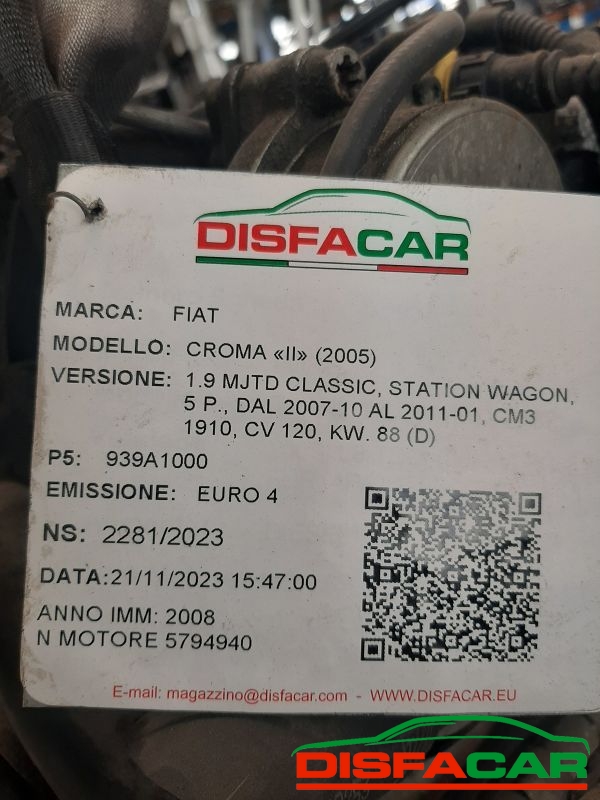 DISFACAR
MARCA: FIAT
MODELLO: CROMA «II» (2005)
VERSIONE: 1.9 MJTD CLASSIC, STATION WAGON,
5 P., DAL 2007-10 AL 2011-01, CM3
1910, CV 120, KW. 88 (D)
P5: 939A1000
EMISSIONE: EURO 4
NS: 2281/2023
DATA:21/11/2023 15:47:00
ANNO IMM: 2008
N MOTORE 5794940
E-mail: magazzino@disfacar.com - WWW.DISFACAR.EU
DISFACAR